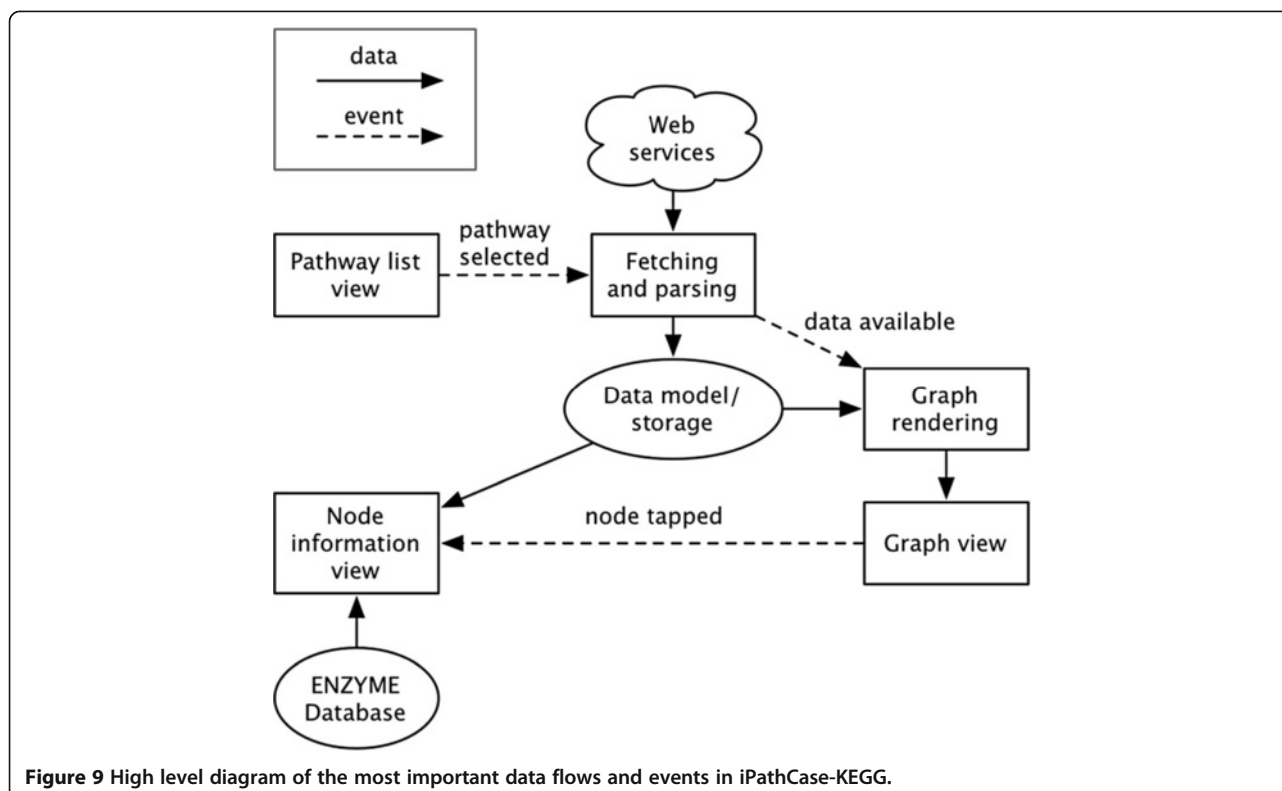 data
event
Web
services
pathway
selected
Pathway list
view
Fetching
and parsing
data available
Data model/
storage
Graph
rendering
node tapped
Node
information
view
Graph view
ENZYME
Database
Figure 9 High level diagram of the most important data flows and events in iPathCase-KEGG.